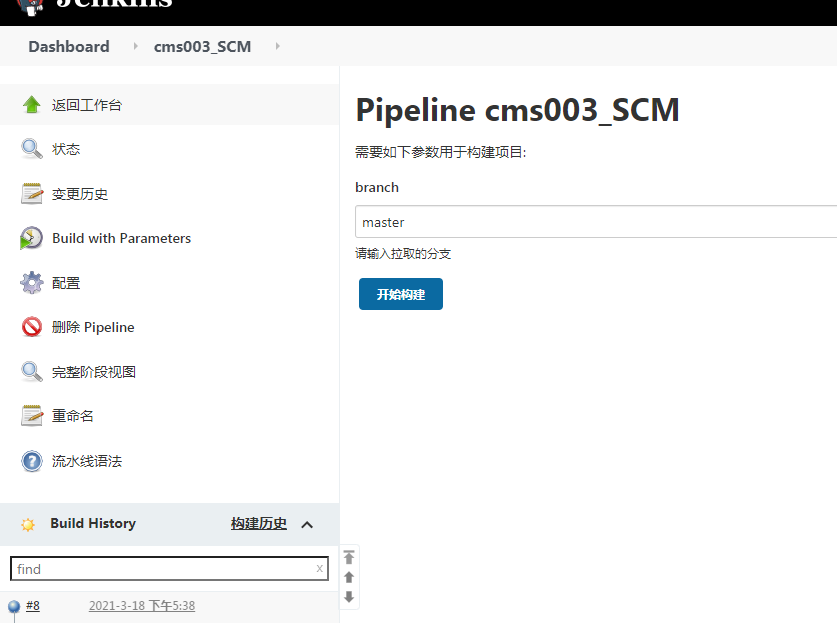 Jenkins
Dashboard
cms003_SCM
返回工作台
状态
变更历史
Build with Parameters
配置
删除 Pipeline
完整阶段视图
重命名
流水线语法
Build History
构建历史
find
x
#8
2021-3-18 下午5:38
Pipeline cms003_SCM
需要如下参数用于构建项目:
branch
master
请输入拉取的分支
开始构建